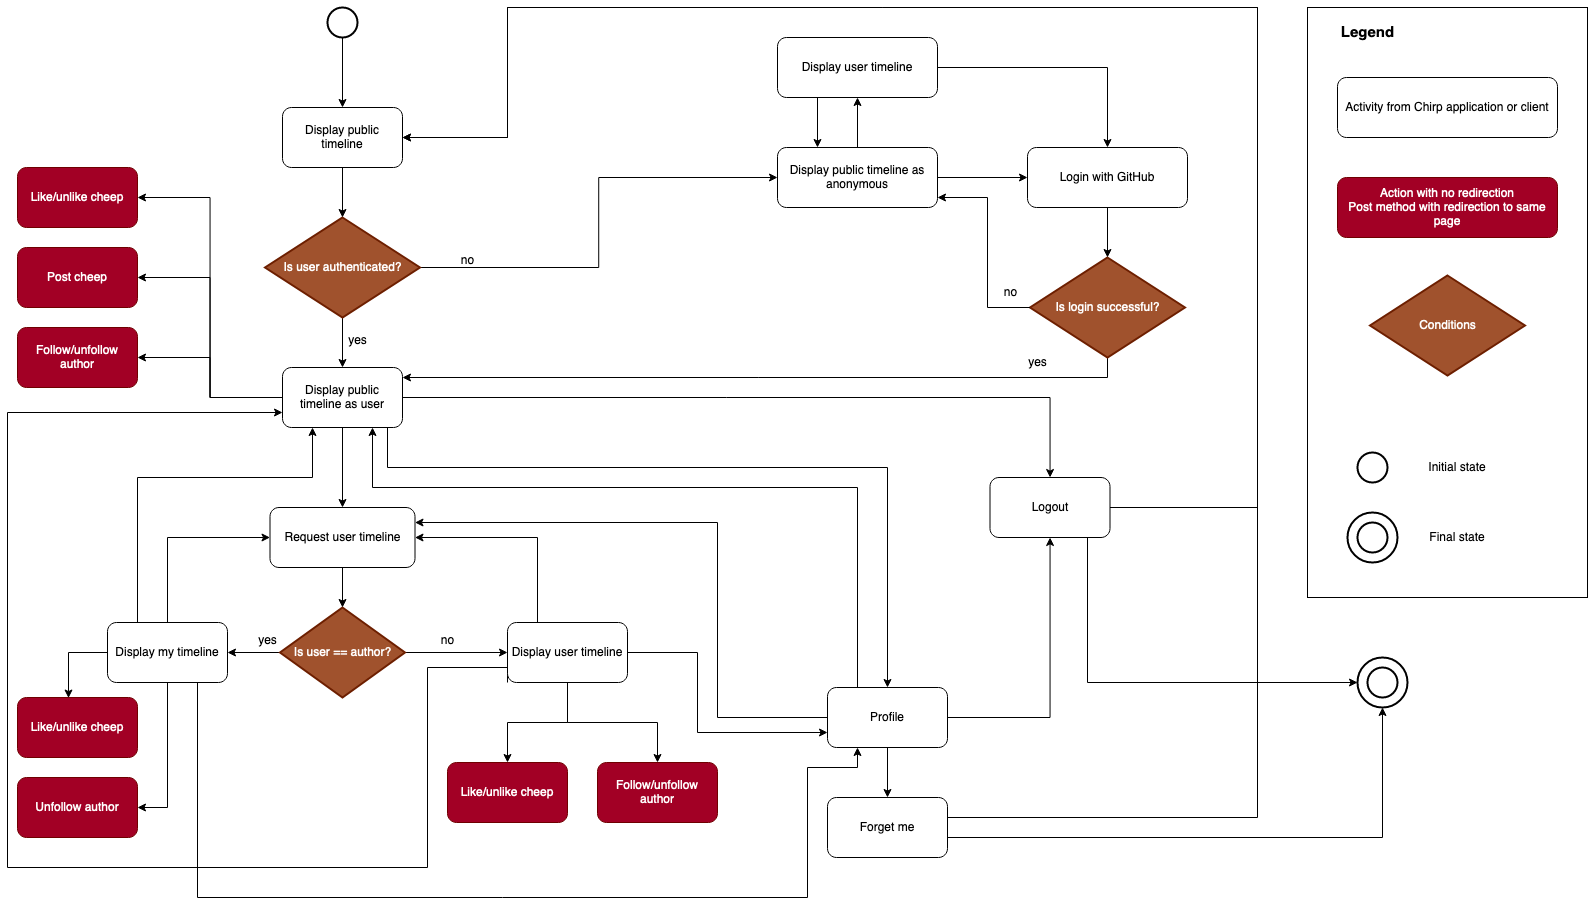 Legend
Display user timeline
Activity from Chirp application or client
Display public
timeline
Display public timeline as
anonymous
Login with GitHub
Like/unlike cheep
Action with no redirection
Post method with redirection to same
page
Is user authenticated?
no
Post cheep
no
Is login successful?
Conditions
yes
Follow/unfollow
author
yes
Display public
timeline as user
Initial state
Logout
Request user timeline
Final state
yes
no
Display my timeline
Is user == author?
Display user timeline
Profile
Like/unlike cheep
Like/unlike cheep
Follow/unfollow
author
Unfollow author
Forget me